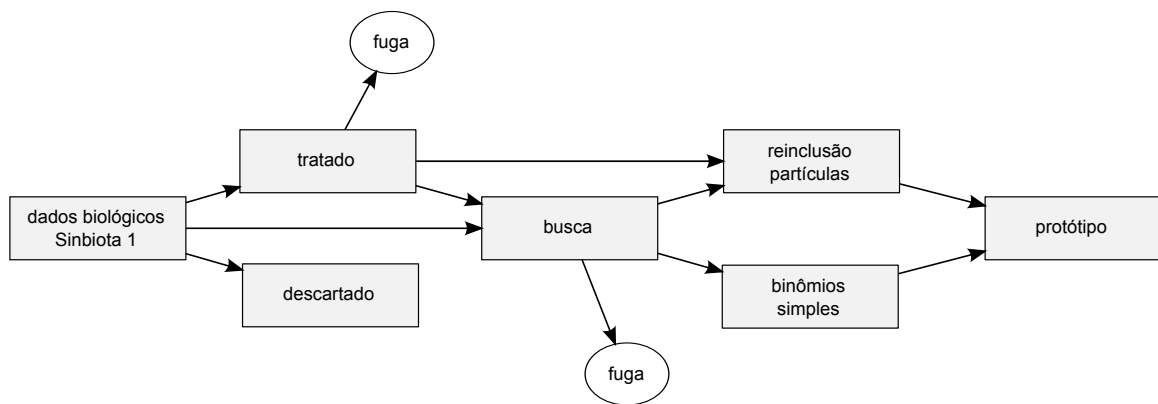 fuga
tratado
reinclusão
partículas
dados biológicos
Sinbiota 1
busca
protótipo
descartado
binômios
simples
fuga